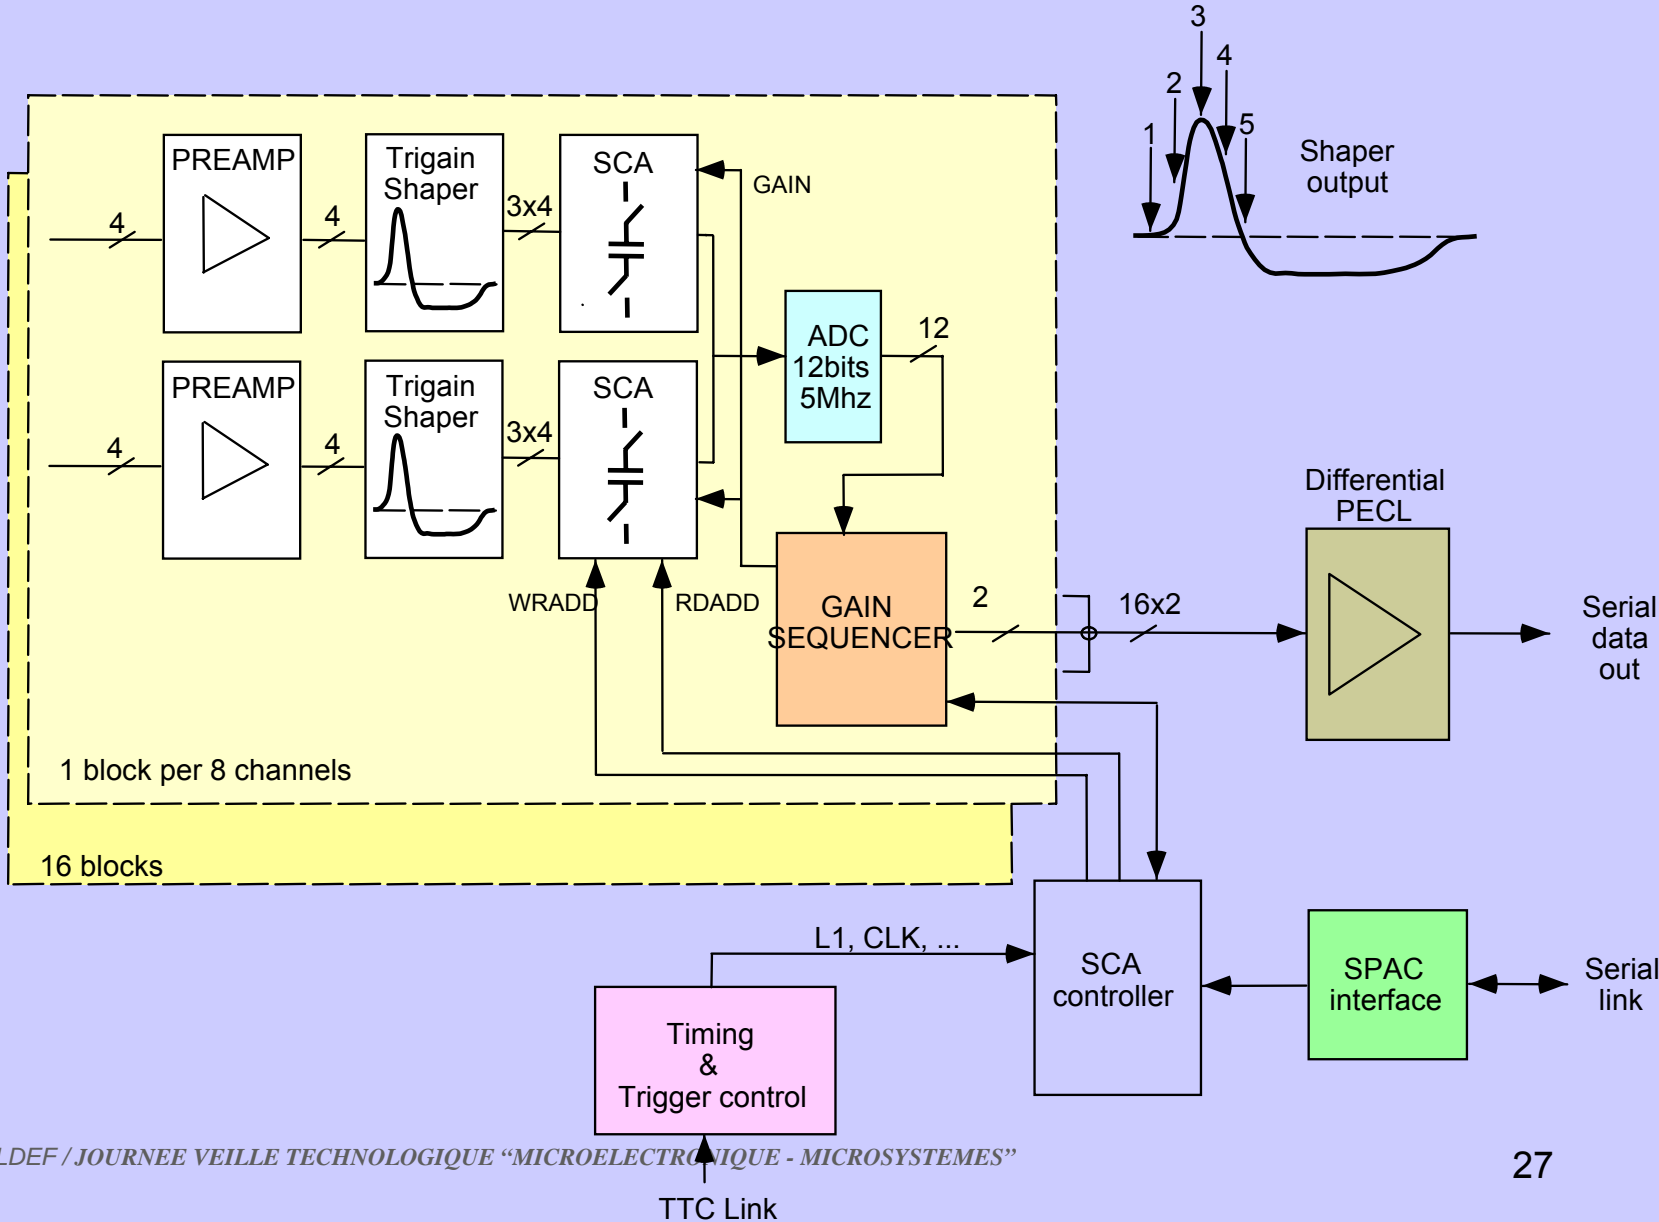 3
4
2
1
5
Shaper
output
PREAMP
Trigain
Shaper
SCA
GAIN
4
4
3x4
ADC
12bits
5Mhz
12
PREAMP
Trigain
Shaper
SCA
4
4
3x4
Differential
PECL
WRADD
RDADD
GAIN
SEQUENCER
2
16x2
Serial
data
out
1 block per 8 channels
16 blocks
L1, CLK, ...
SCA
controller
SPAC
interface
Serial
link
Timing
&
Trigger control
LDEF / JOURNEE VEILLE TECHNOLOGIQUE “MICROELECTRONIQUE - MICROSYSTEMES”
27
TTC Link